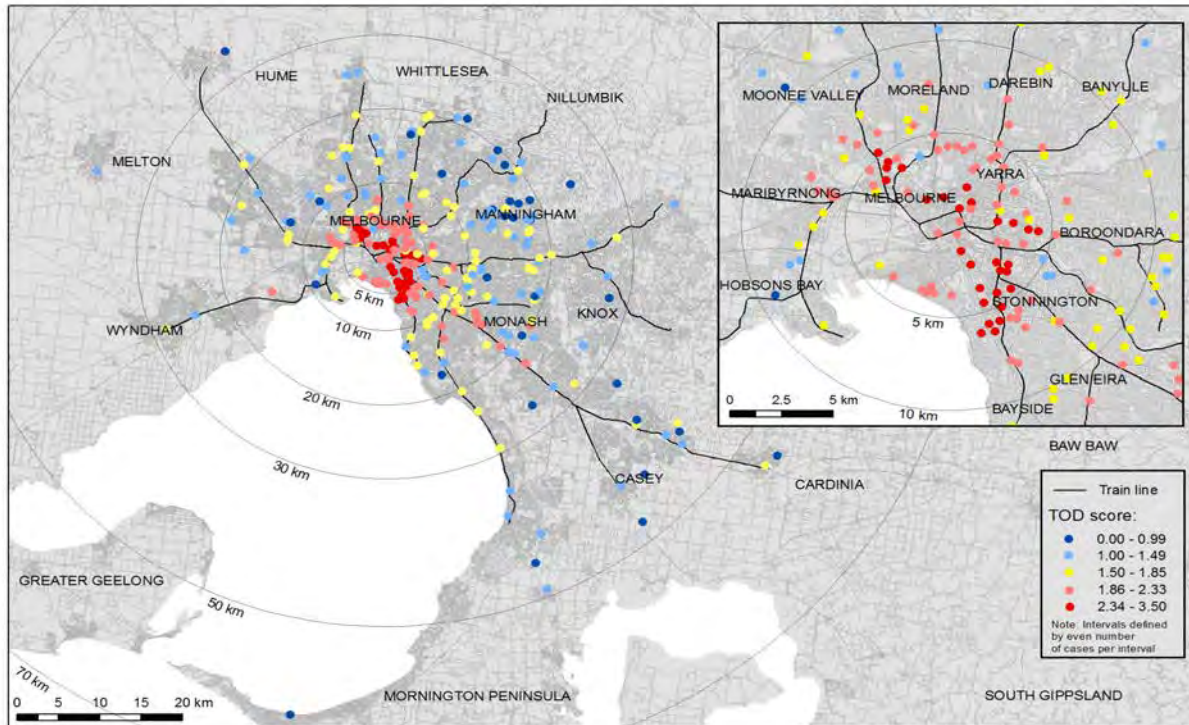 HUME
WHITTLESEA
NILLUMBIK
MELTON
MELBOURNE
MANNINGHAM
5 km
WYNDHAM
10 km
MONASH
KNOX
20 km
30 km
CASEY
CARDINIA
BAW BAW
GREATER GEELONG
50 km
70 km
MORNINGTON PENINSULA
SOUTH GIPPSLAND
0 5 10 15 20 km
MOONEE VALLEY
MORELAND
DAREBIN
BANYULE
YARRA
MARIBYRNONG
MELBOURNE
BOROONDARA
HOBSONS BAY
STONNINGTON
5 km
GLEN EIRA
0 2.5 5 km
10 km
BAYSIDE
Train line
TOD score:
0.00 - 0.99
1.00 - 1.49
1.50 - 1.85
1.86 - 2.33
2.34 - 3.50
Note: Intervals defined
by even number
of cases per interval